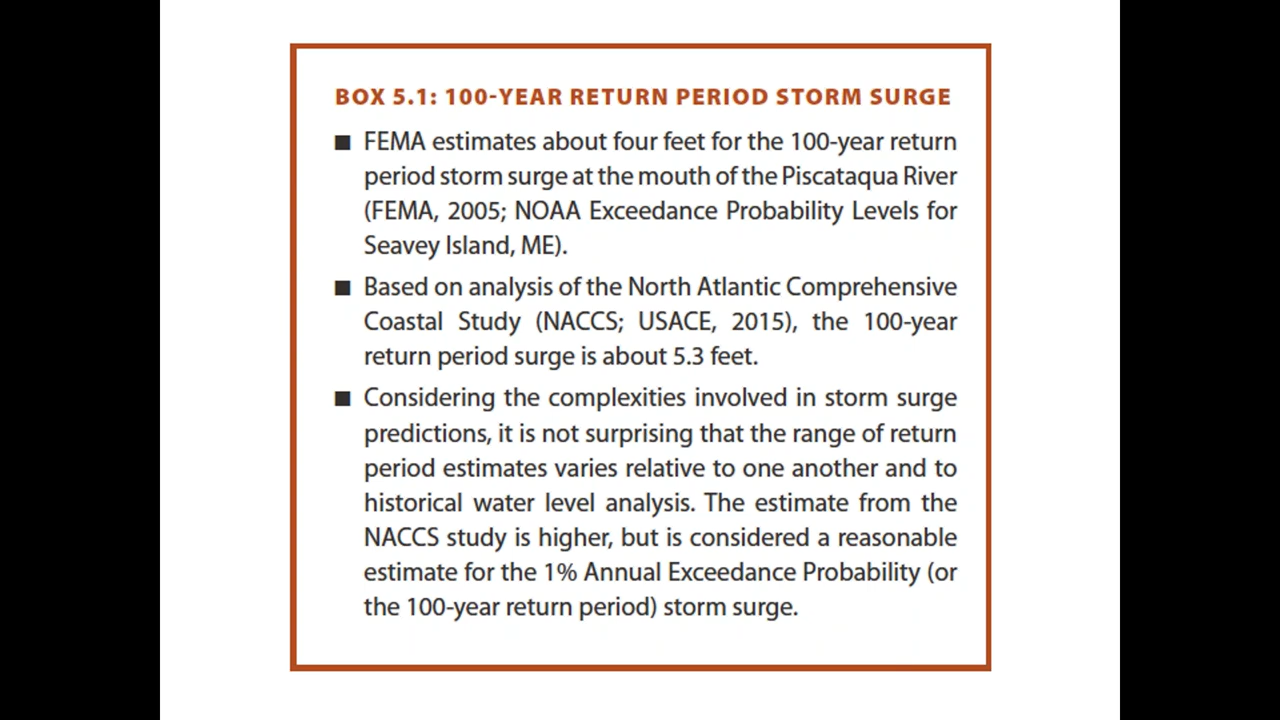 BOX 5.1: 100-YEAR RETURN PERIOD STORM SURGE
■ FEMA estimates about four feet for the 100-year return
period storm surge at the mouth of the Piscataqua River
(FEMA, 2005; NOAA Exceedance Probability Levels for
Seavey Island, ME).
■ Based on analysis of the North Atlantic Comprehensive
Coastal Study (NACCS; USACE, 2015), the 100-year
return period surge is about 5.3 feet.
■ Considering the complexities involved in storm surge
predictions, it is not surprising that the range of return
period estimates varies relative to one another and to
historical water level analysis. The estimate from the
NACCS study is higher, but is considered a reasonable
estimate for the 1% Annual Exceedance Probability (or
the 100-year return period) storm surge.